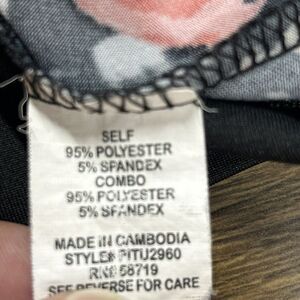 SELF
95% POLYESTER
5% SPANDEX
COMBO
95% POLYESTER
5% SPANDEX
MADE IN CAMBODIA
STYLE# PITU2960
RN# 58719
SEE REVERSE FOR CARE